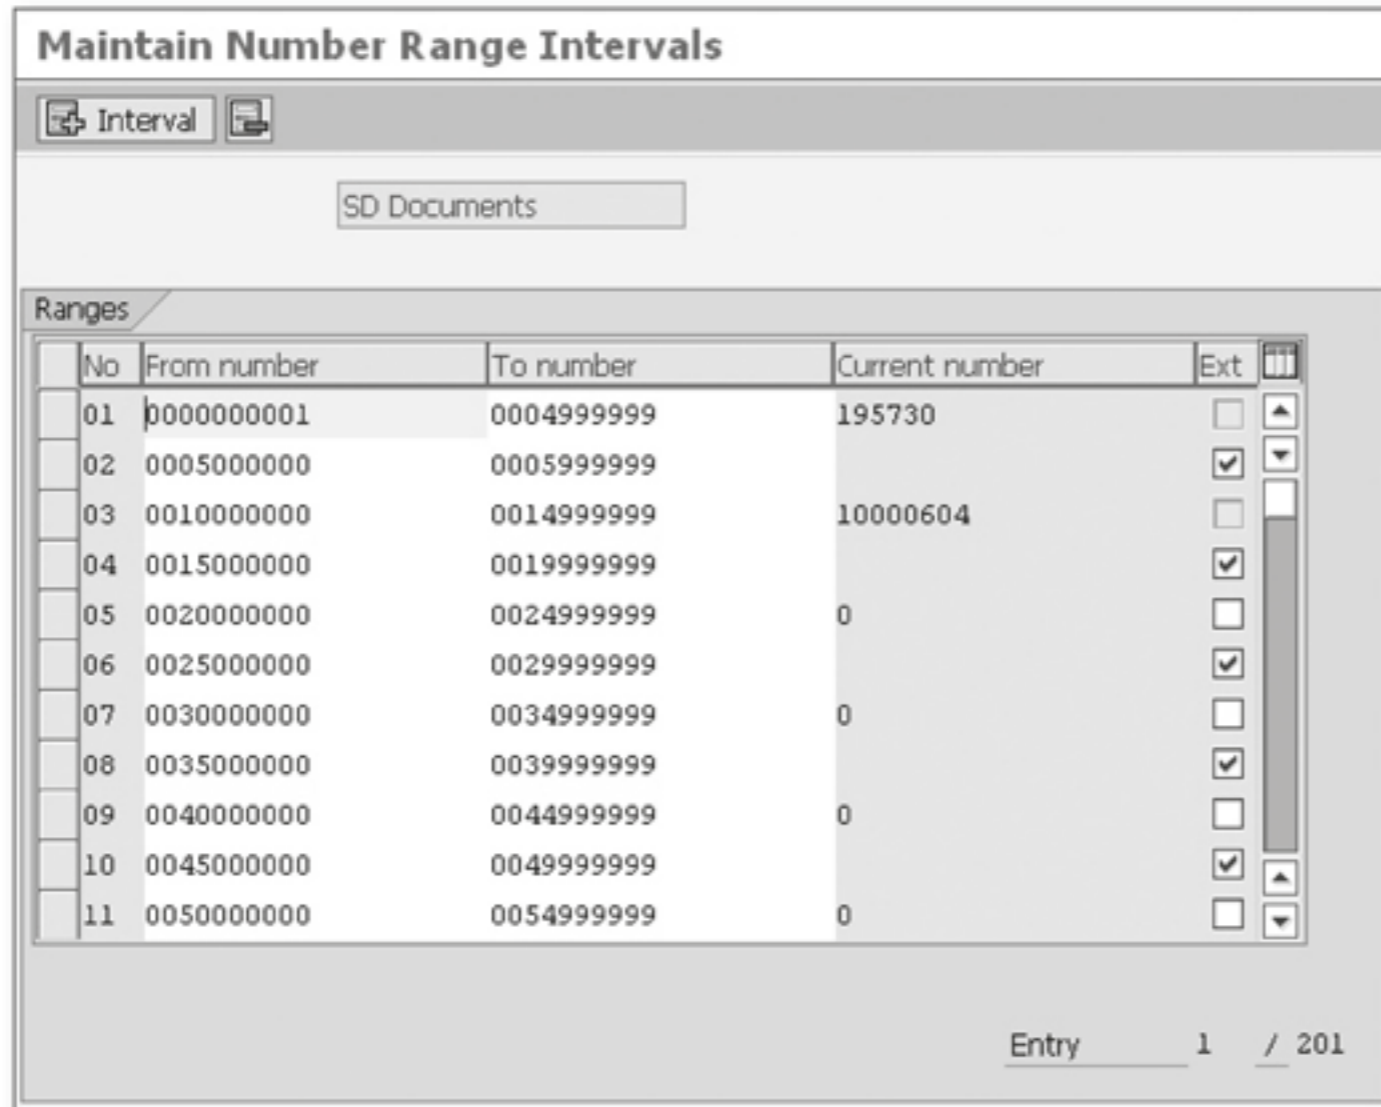 Maintain Number Range Intervals
Interval
SD Documents
Ranges
No From number To number Current number Ext
01 0000000001 0004999999 195730
02 0005000000 0005999999
03 0010000000 0014999999 10000604
04 0015000000 0019999999
05 0020000000 0024999999 0
06 0025000000 0029999999
07 0030000000 0034999999 0
08 0035000000 0039999999
09 0040000000 0044999999 0
10 0045000000 0049999999
11 0050000000 0054999999 0
Entry 1 / 201